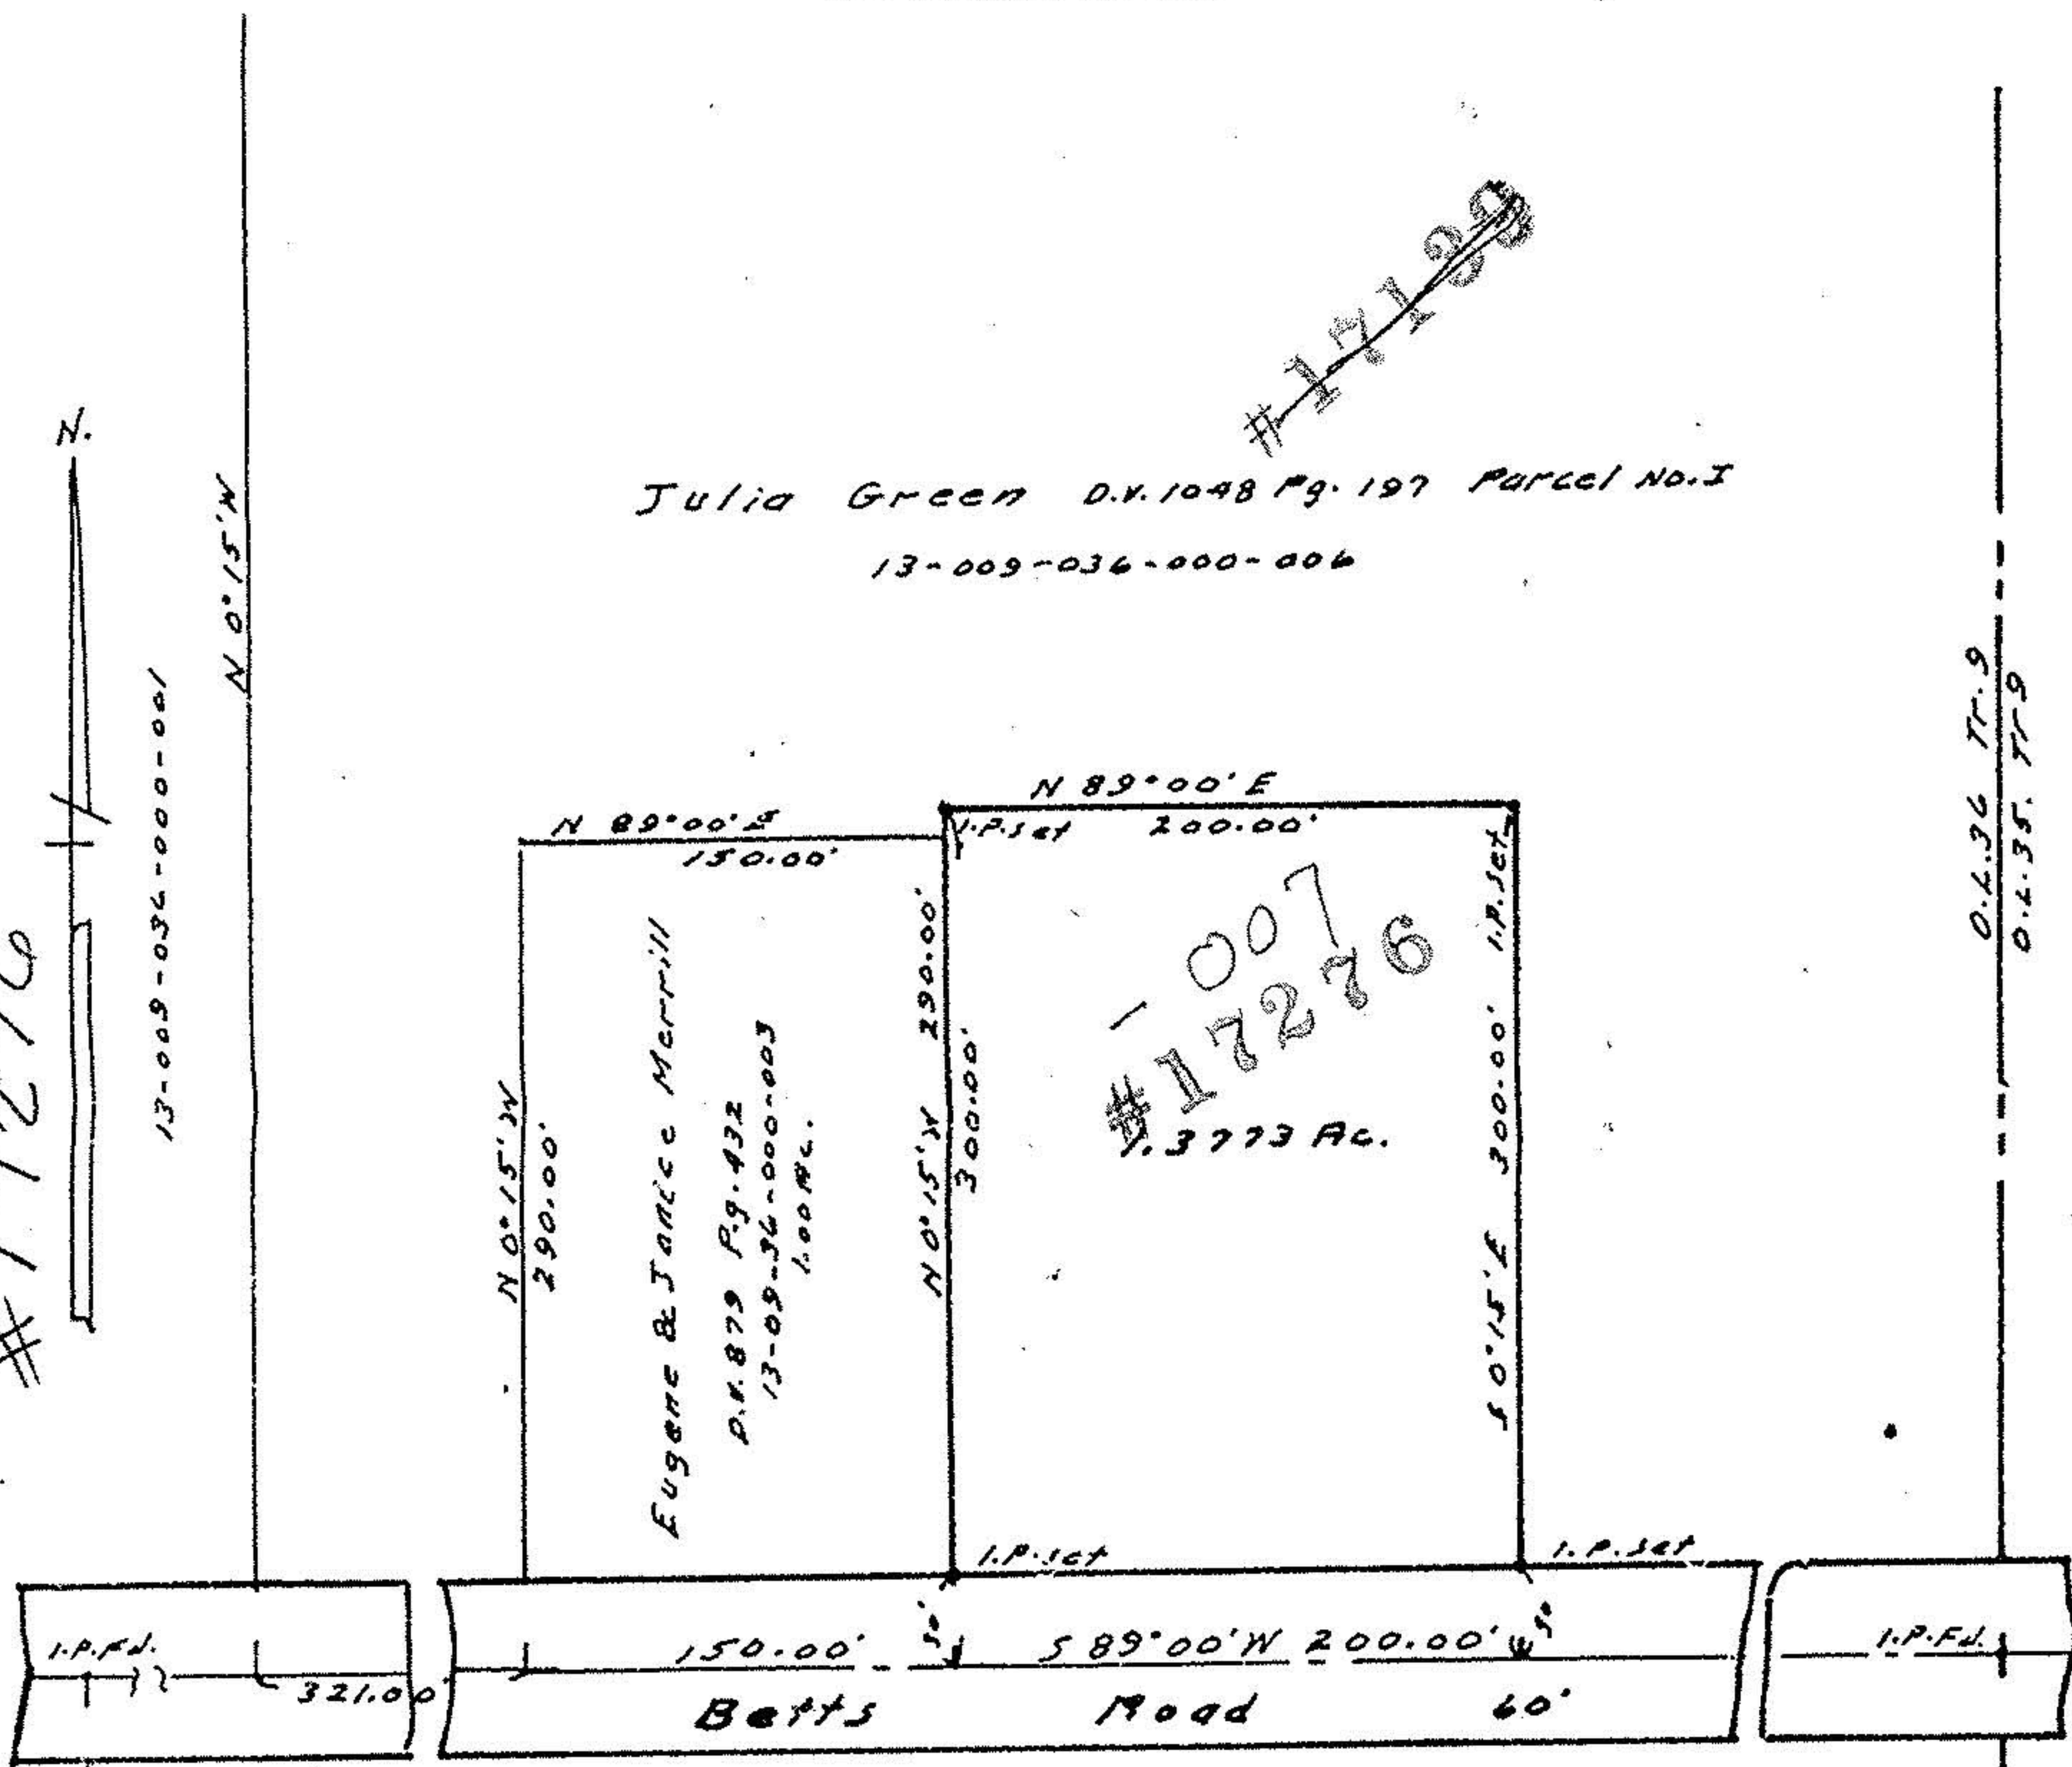 #17129
Julia Green D.V. 1048 Pg. 197 Parcel No. I
13-009-036-000-006
N.
N 0°15'W
13-009-036-000-001
#17276
N 89°00'E
150.00'
N 89°00'E
200.00'
I.P. set
I.P. set
N 0°15'W
290.00'
Eugene & Janice Merrill
D.V. 879 Pg. 432
13-09-36-000-003
1.00 Ac.
N 0°15'W 290.00'
300.00'
- 007
#17276
1.3773 Ac.
S 0°15'E 300.00'
O.L. 36 Tr. 9
O.L. 35. Tr 9
I.P. set
I.P. set
I.P. Fd.
321.00'
150.00'
30'
S 89°00'W 200.00'
I.P. Fd.
Betts Road 60'